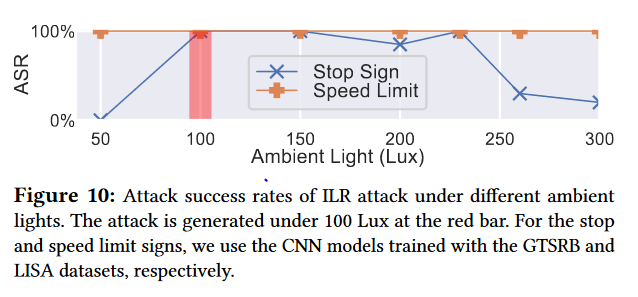 100%
ASR
0%
Stop Sign
Speed Limit
50 100 150 200 250 300
Ambient Light (Lux)
Figure 10: Attack success rates of ILR attack under different ambient
lights. The attack is generated under 100 Lux at the red bar. For the stop
and speed limit signs, we use the CNN models trained with the GTSRB and
LISA datasets, respectively.